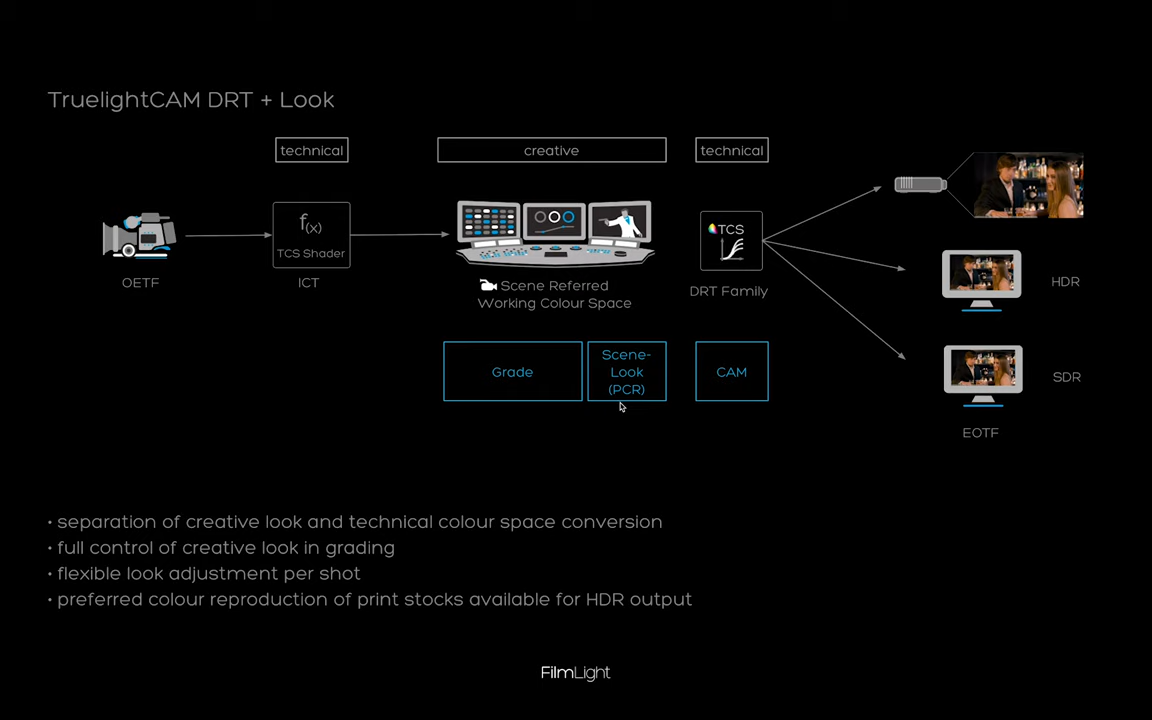 TruelightCAM DRT + Look
technical
creative
technical
f(x)
TCS Shader
TCS
OETF
ICT
Scene Referred
Working Colour Space
DRT Family
HDR
SDR
EOTF
Grade
Scene-
Look
(PCR)
CAM
• separation of creative look and technical colour space conversion
• full control of creative look in grading
• flexible look adjustment per shot
• preferred colour reproduction of print stocks available for HDR output
FilmLight